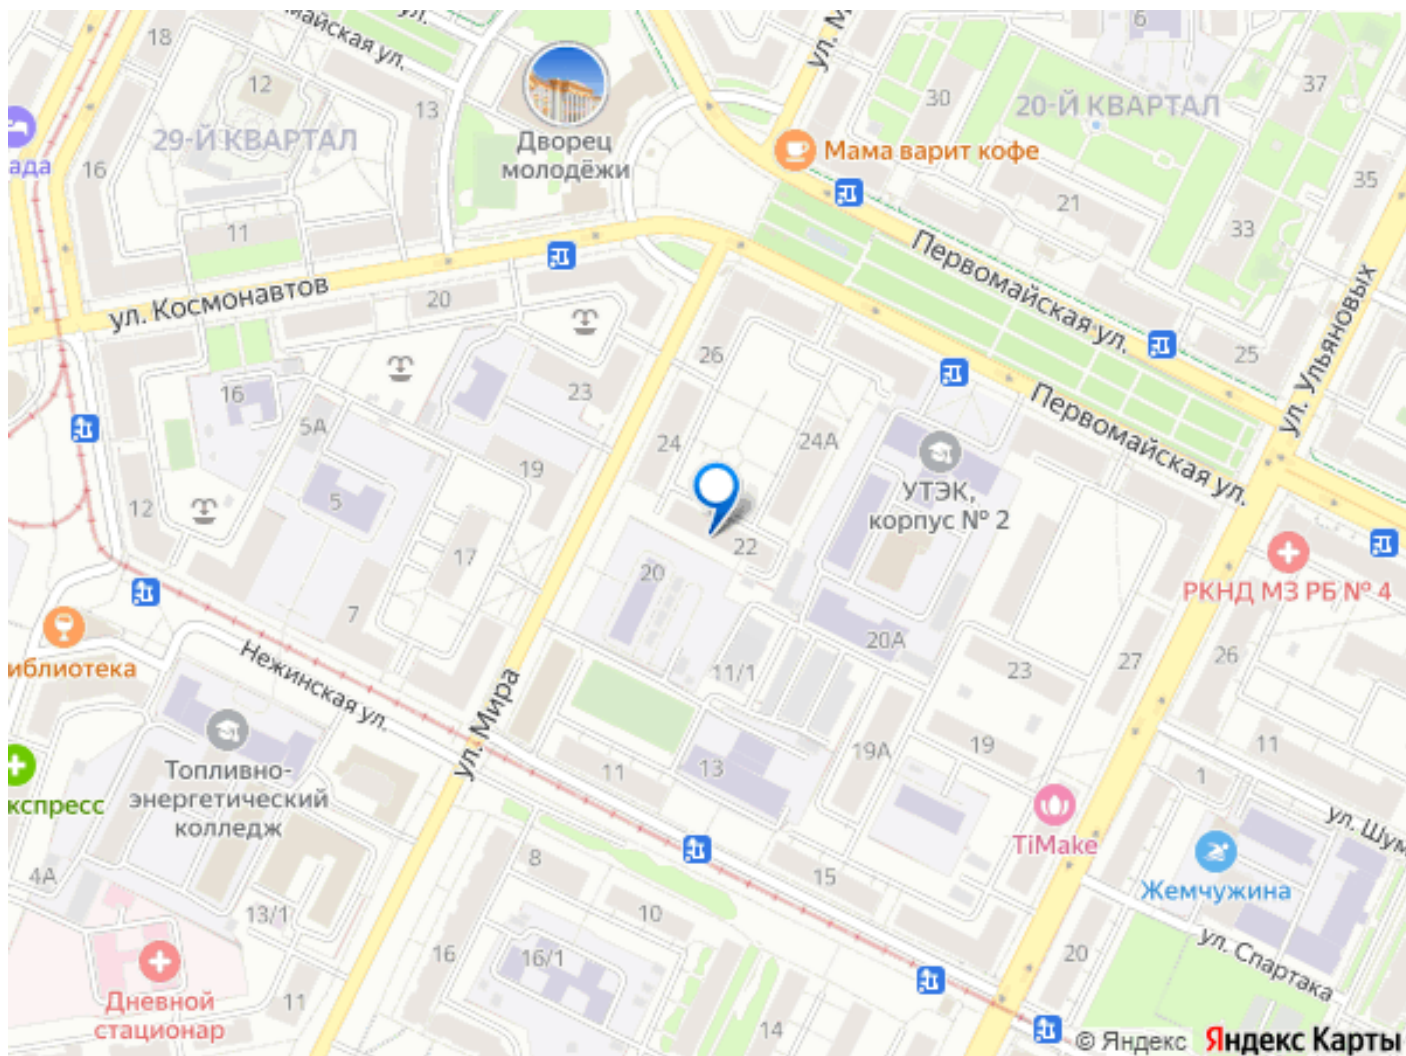 майская ул.
18
12
13
29-Й КВАРТАЛ
16
ада
11
Дворец
молодёжи
ул. М
6
30
20-Й КВАРТАЛ
37
Мама варит кофе
35
21
33
Первомайская ул.
ул. Космонавтов
20
26
25
ул. Ульяновых
23
16
5А
24
24А
Первомайская ул.
19
УТЭК,
корпус № 2
12
5
17
22
20
РКНД МЗ РБ № 4
7
20А
11/1
23
27
26
иблиотека
Нежинская ул.
ул. Мира
19А
19
11
Топливно-
энергетический
колледж
кспресс
11
13
1
TiMake
ул. Шум
Жемчужина
4А
8
15
13/1
10
16
16/1
20
ул. Спартака
Дневной
стационар
11
14
© Яндекс Яндекс Карты